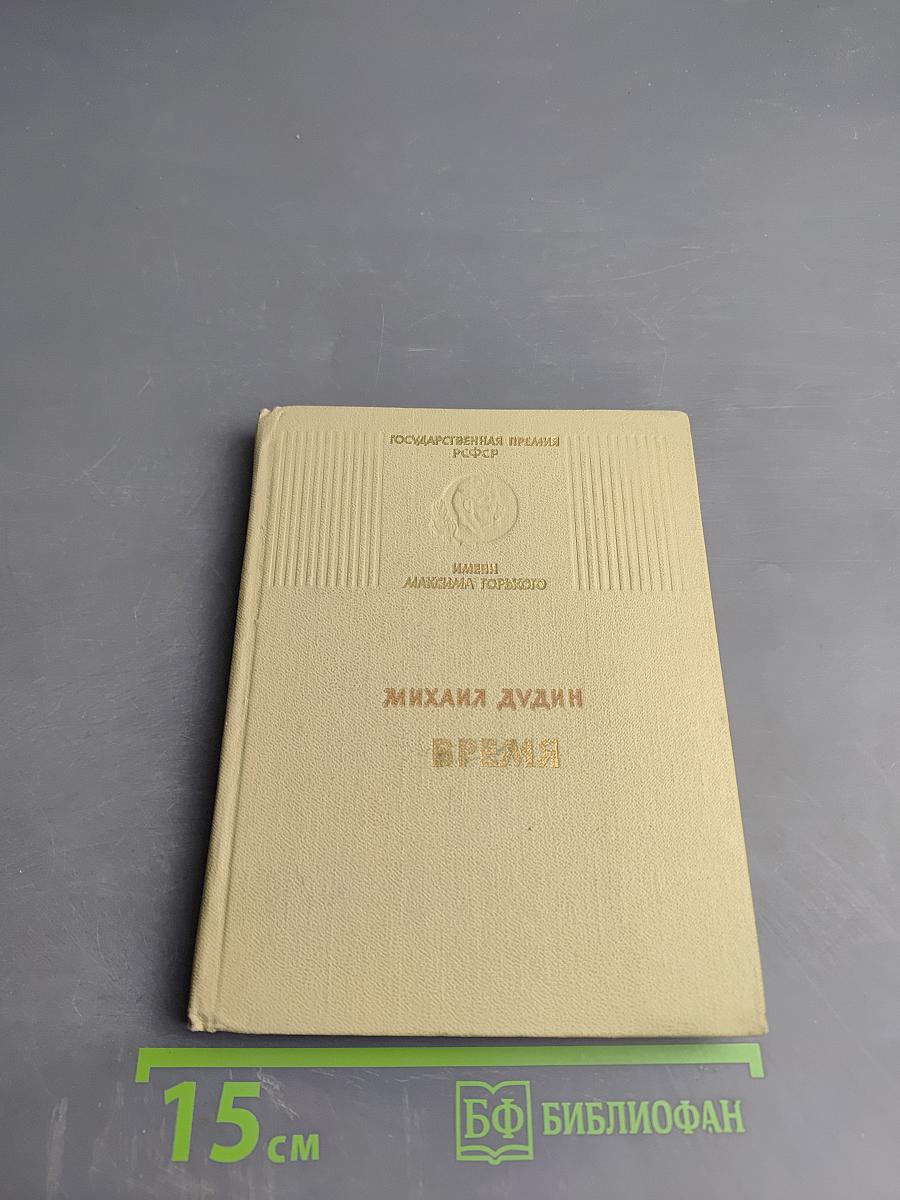 ГОСУДАРСТВЕННАЯ ПРЕМИЯ
РСФСР
ИМЕНИ
МАКСИМА ГОРЬКОГО
МИХАИЛ ДУДИН
ВРЕМЯ
15 см
БФ БИБЛИОФАН